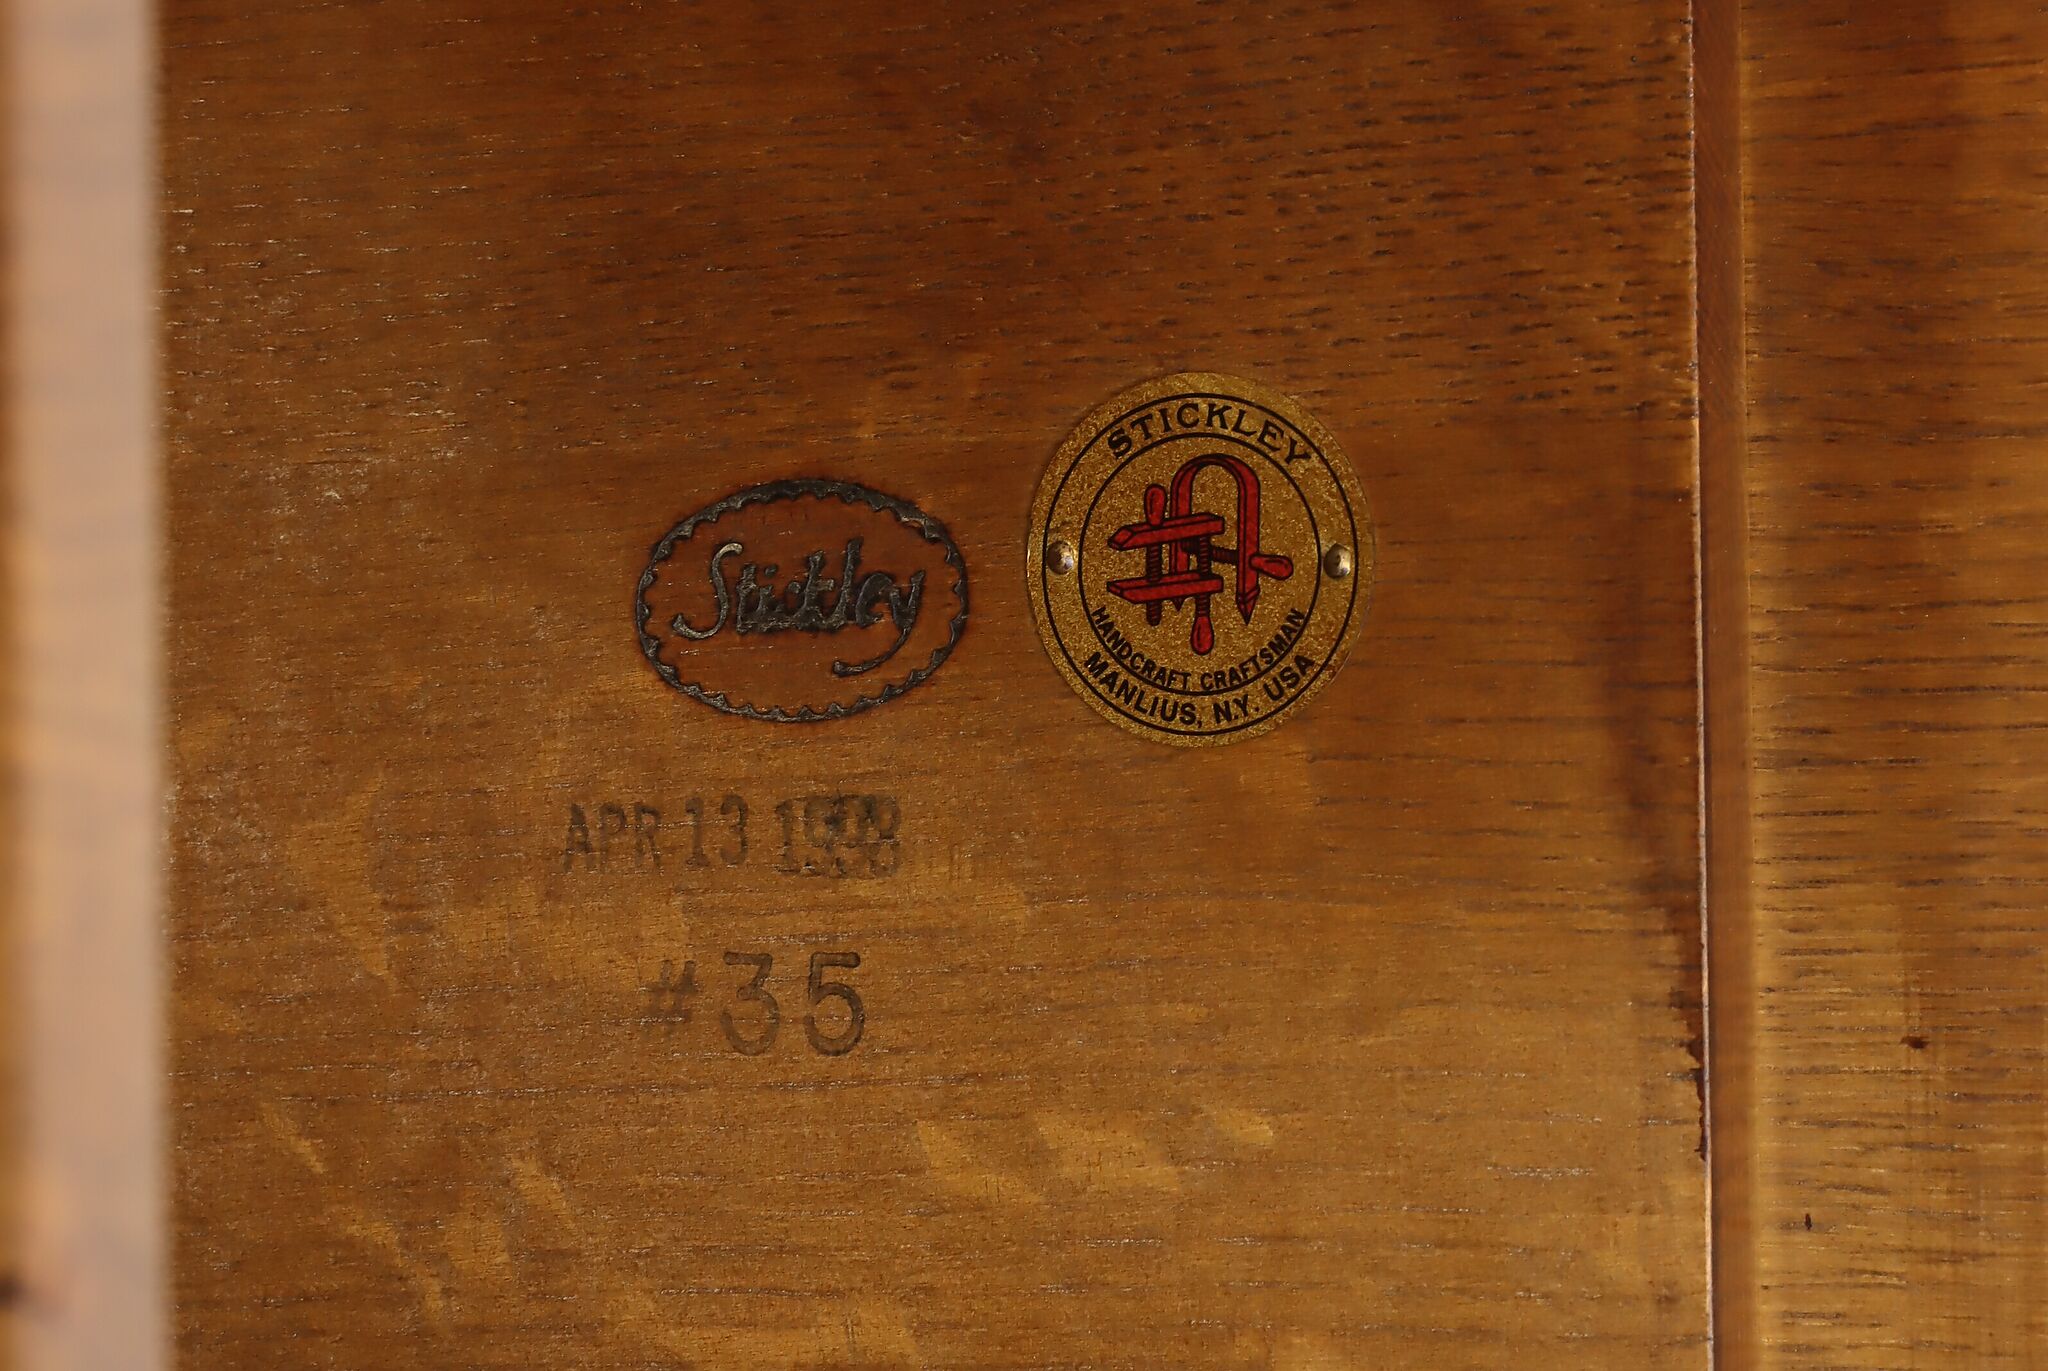 Stickley
STICKLEY
HANDCRAFT CRAFTSMAN
MANLIUS, N.Y. USA
APR 13
#35